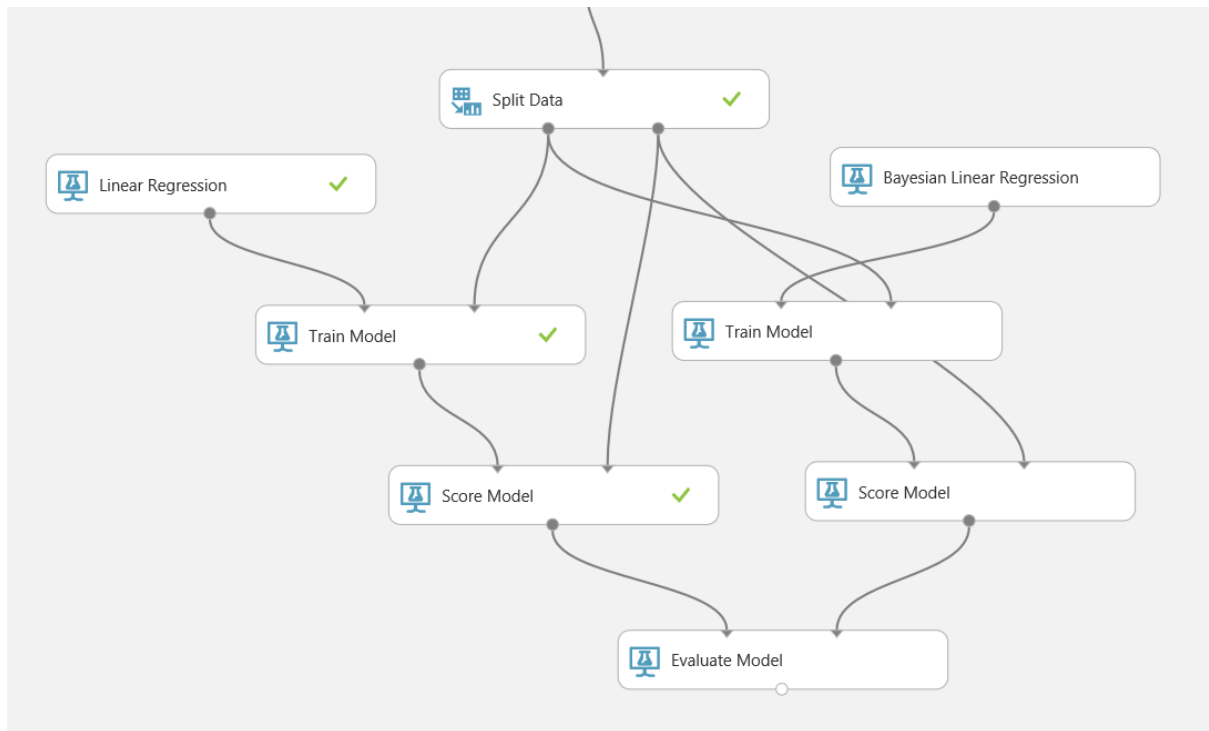 Split Data
Linear Regression
Bayesian Linear Regression
Train Model
Train Model
Score Model
Score Model
Evaluate Model